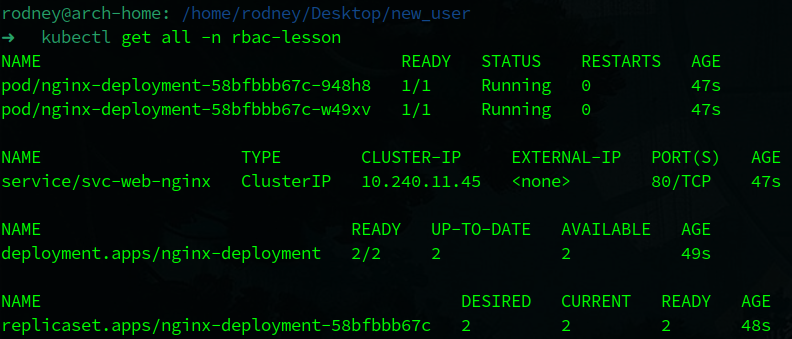 rodney@arch-home: /home/rodney/Desktop/new_user
➜ kubectl get all -n rbac-lesson
NAME READY STATUS RESTARTS AGE
pod/nginx-deployment-58bfbbb67c-948h8 1/1 Running 0 47s
pod/nginx-deployment-58bfbbb67c-w49xv 1/1 Running 0 47s
NAME TYPE CLUSTER-IP EXTERNAL-IP PORT(S) AGE
service/svc-web-nginx ClusterIP 10.240.11.45 <none> 80/TCP 47s
NAME READY UP-TO-DATE AVAILABLE AGE
deployment.apps/nginx-deployment 2/2 2 2 49s
NAME DESIRED CURRENT READY AGE
replicaset.apps/nginx-deployment-58bfbbb67c 2 2 2 48s